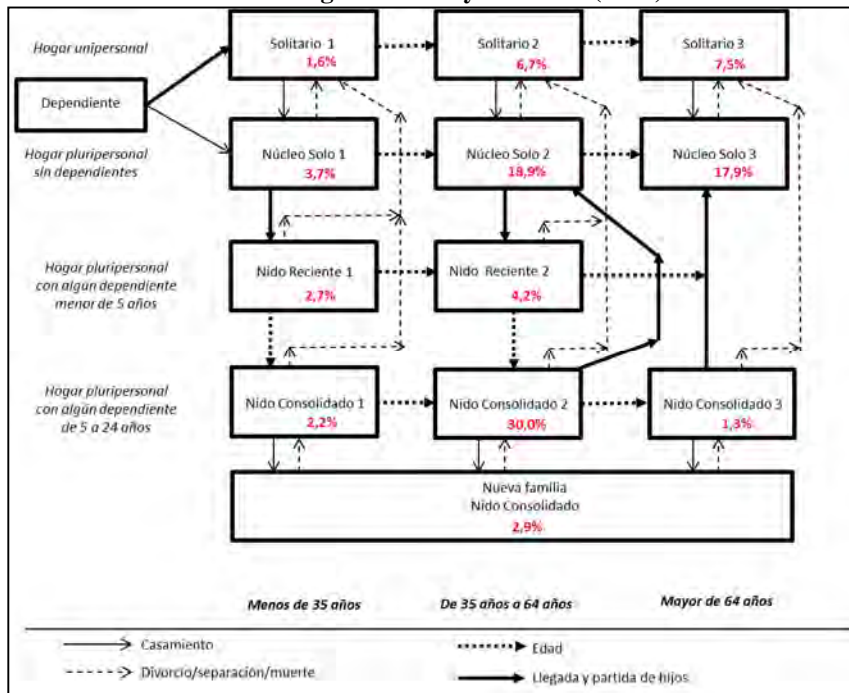 Hogar unipersonal
Solitario 1
1,6%
Solitario 2
6,7%
Solitario 3
7,5%
Dependiente
Hogar pluripersonal
sin dependientes
Núcleo Solo 1
3,7%
Núcleo Solo 2
18,9%
Núcleo Solo 3
17,9%
Hogar pluripersonal
con algún dependiente
menor de 5 años
Nido Reciente 1
2,7%
Nido Reciente 2
4,2%
Hogar pluripersonal
con algún dependiente
de 5 a 24 años
Nido Consolidado 1
2,2%
Nido Consolidado 2
30,0%
Nido Consolidado 3
1,3%
Nueva familia
Nido Consolidado
2,9%
Menos de 35 años
De 35 años a 64 años
Mayor de 64 años
Casamiento
Edad
Divorcio/separación/muerte
Llegada y partida de hijos